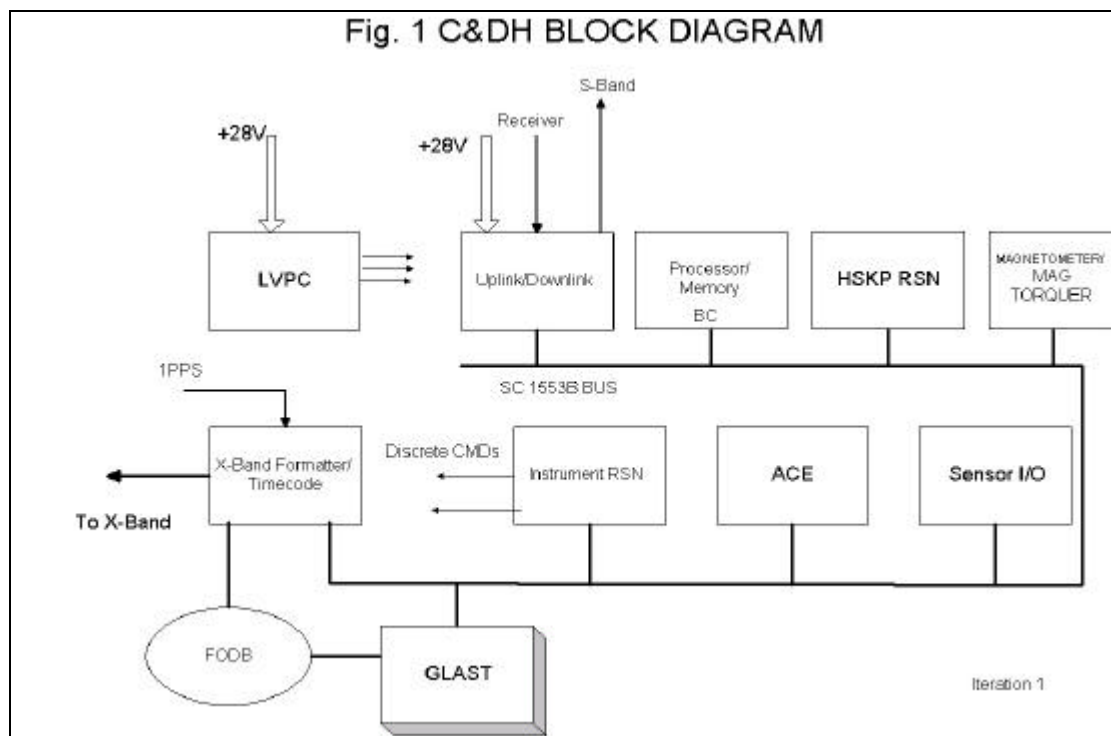 Fig. 1 C&DH BLOCK DIAGRAM
S-Band
+28V
+28V
Receiver
LVPC
Uplink/Downlink
Processor/
Memory
BC
HSKP RSN
MAGNETOMETERY
MAG
TORQUER
1PPS
SC 1553B BUS
X-Band Formatter/
Timecode
Discrete CMDs
Instrument RSN
ACE
Sensor I/O
To X-Band
FODB
GLAST
Iteration 1